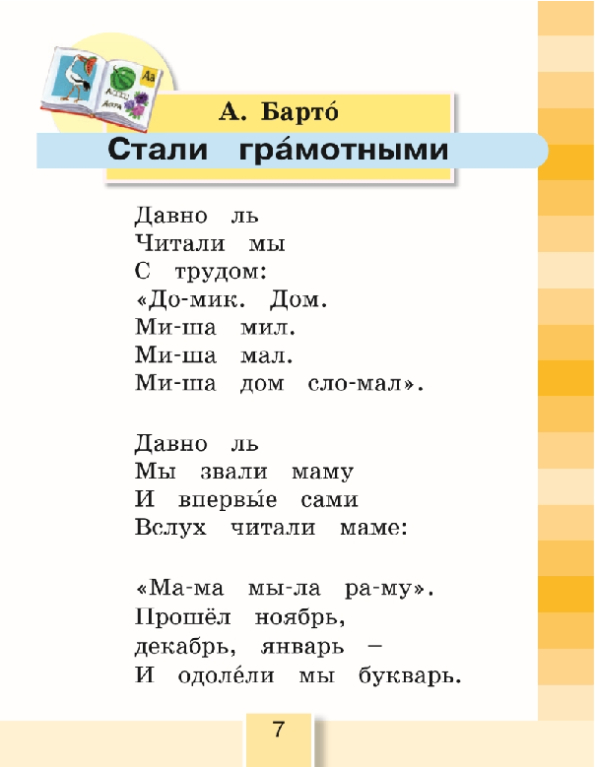 Аа
А. Барто́
Стали гра́мотными
Давно ль
Читали мы
С трудом:
«До-мик. Дом.
Ми-ша мил.
Ми-ша мал.
Ми-ша дом сло-мал».
Давно ль
Мы звали маму
И впервы́е сами
Вслух читали маме:
«Ма-ма мы-ла ра-му».
Прошёл ноябрь,
декабрь, январь –
И одоле́ли мы букварь.
7